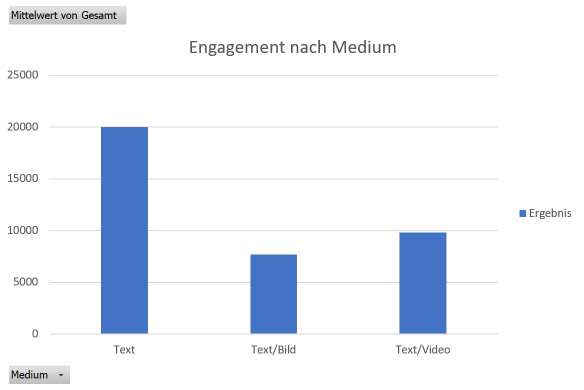 Mittelwert von Gesamt
Engagement nach Medium
25000
20000
15000
10000
5000
0
Text
Text/Bild
Text/Video
Ergebnis
Medium